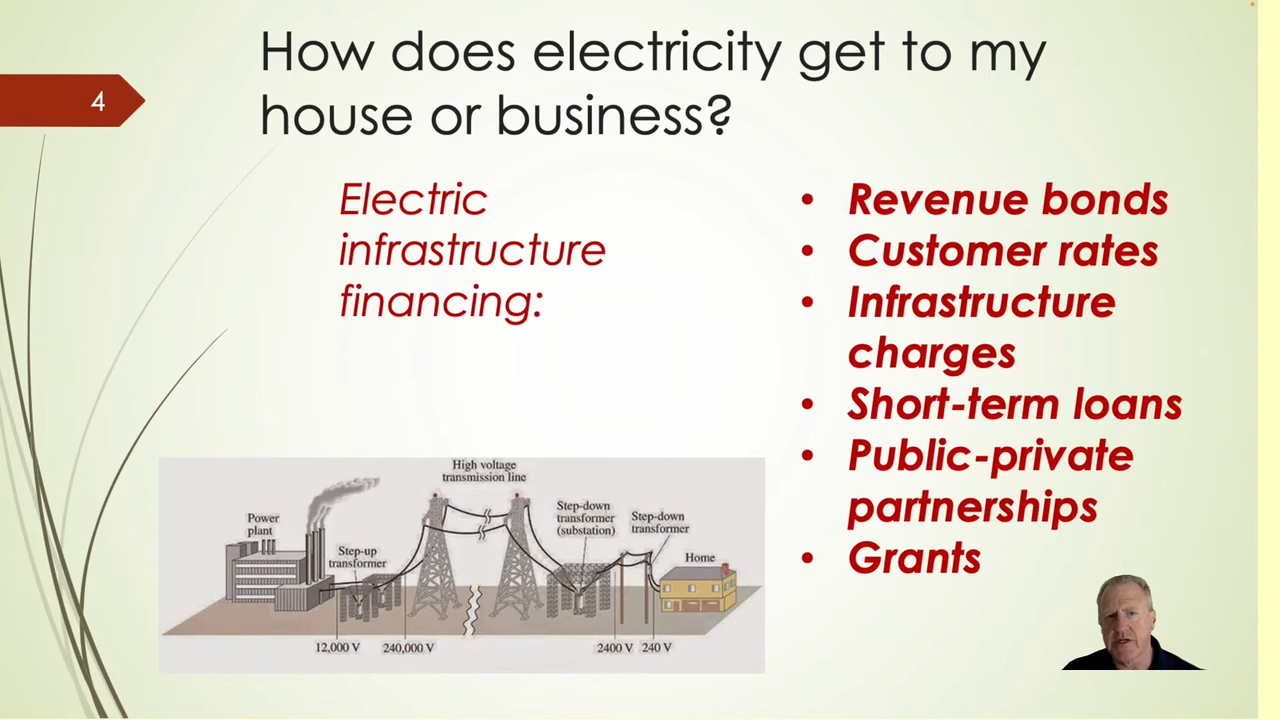 4
How does electricity get to my
house or business?
Electric
infrastructure
financing:
• Revenue bonds
• Customer rates
• Infrastructure
charges
• Short-term loans
• Public-private
partnerships
• Grants
High voltage
transmission line
Power
plant
Step-up
transformer
Step-down
transformer
(substation)
Step-down
transformer
Home
12,000 V
240,000 V
2400 V
240 V